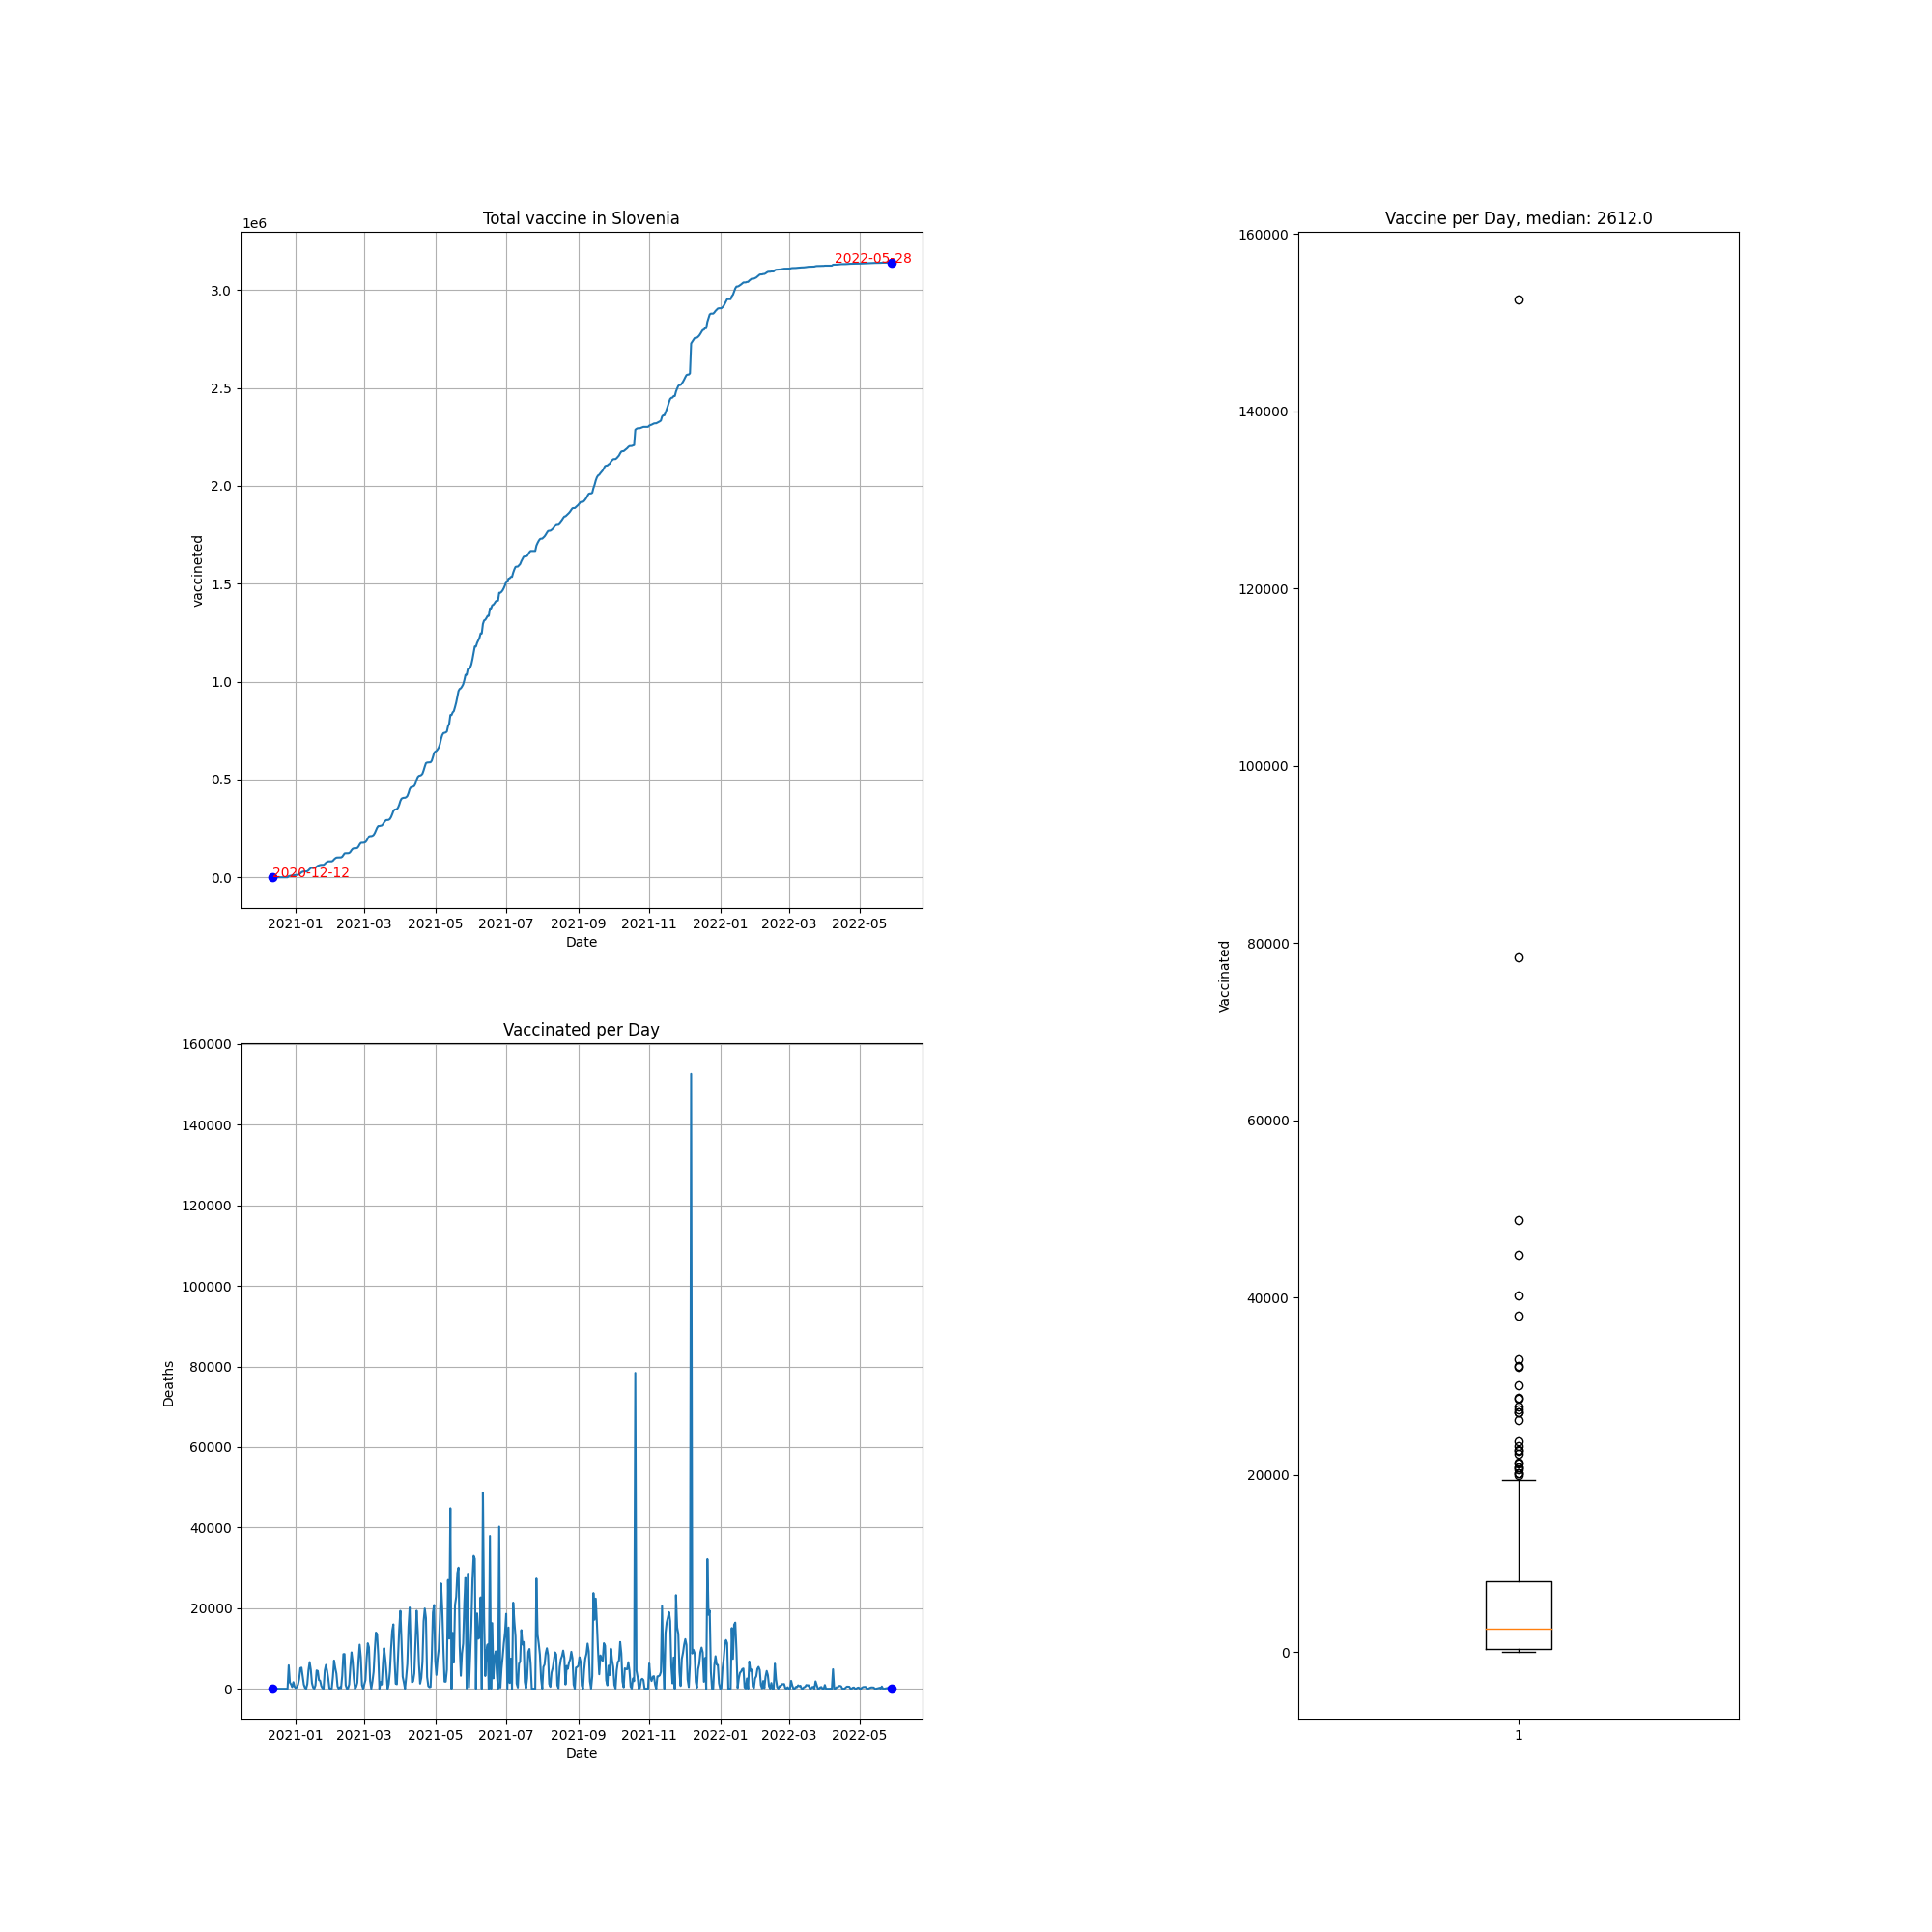 Total vaccine in Slovenia
1e6
3.0
2.5
2.0
1.5
1.0
0.5
0.0
vaccineted
2022-05-28
2020-12-12
2021-01 2021-03 2021-05 2021-07 2021-09 2021-11 2022-01 2022-03 2022-05
Date
Vaccinated per Day
160000
140000
120000
100000
80000
60000
40000
20000
0
Deaths
2021-01 2021-03 2021-05 2021-07 2021-09 2021-11 2022-01 2022-03 2022-05
Date
Vaccine per Day, median: 2612.0
160000
140000
120000
100000
80000
60000
40000
20000
0
Vaccinated
1